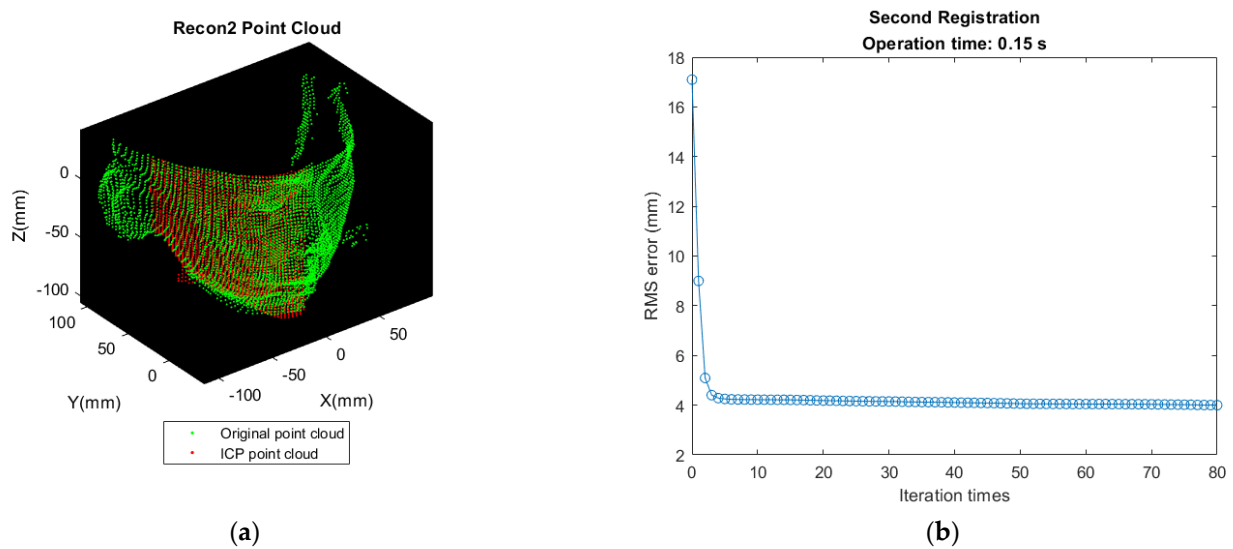 Recon2 Point Cloud
0
-50
-100
Z(mm)
100
50
0
Y(mm)
-100
-50
0
50
X(mm)
Original point cloud
ICP point cloud
(a)
Second Registration
Operation time: 0.15 s
18
16
14
12
10
8
6
4
2
RMS error (mm)
0 10 20 30 40 50 60 70 80
Iteration times
(b)